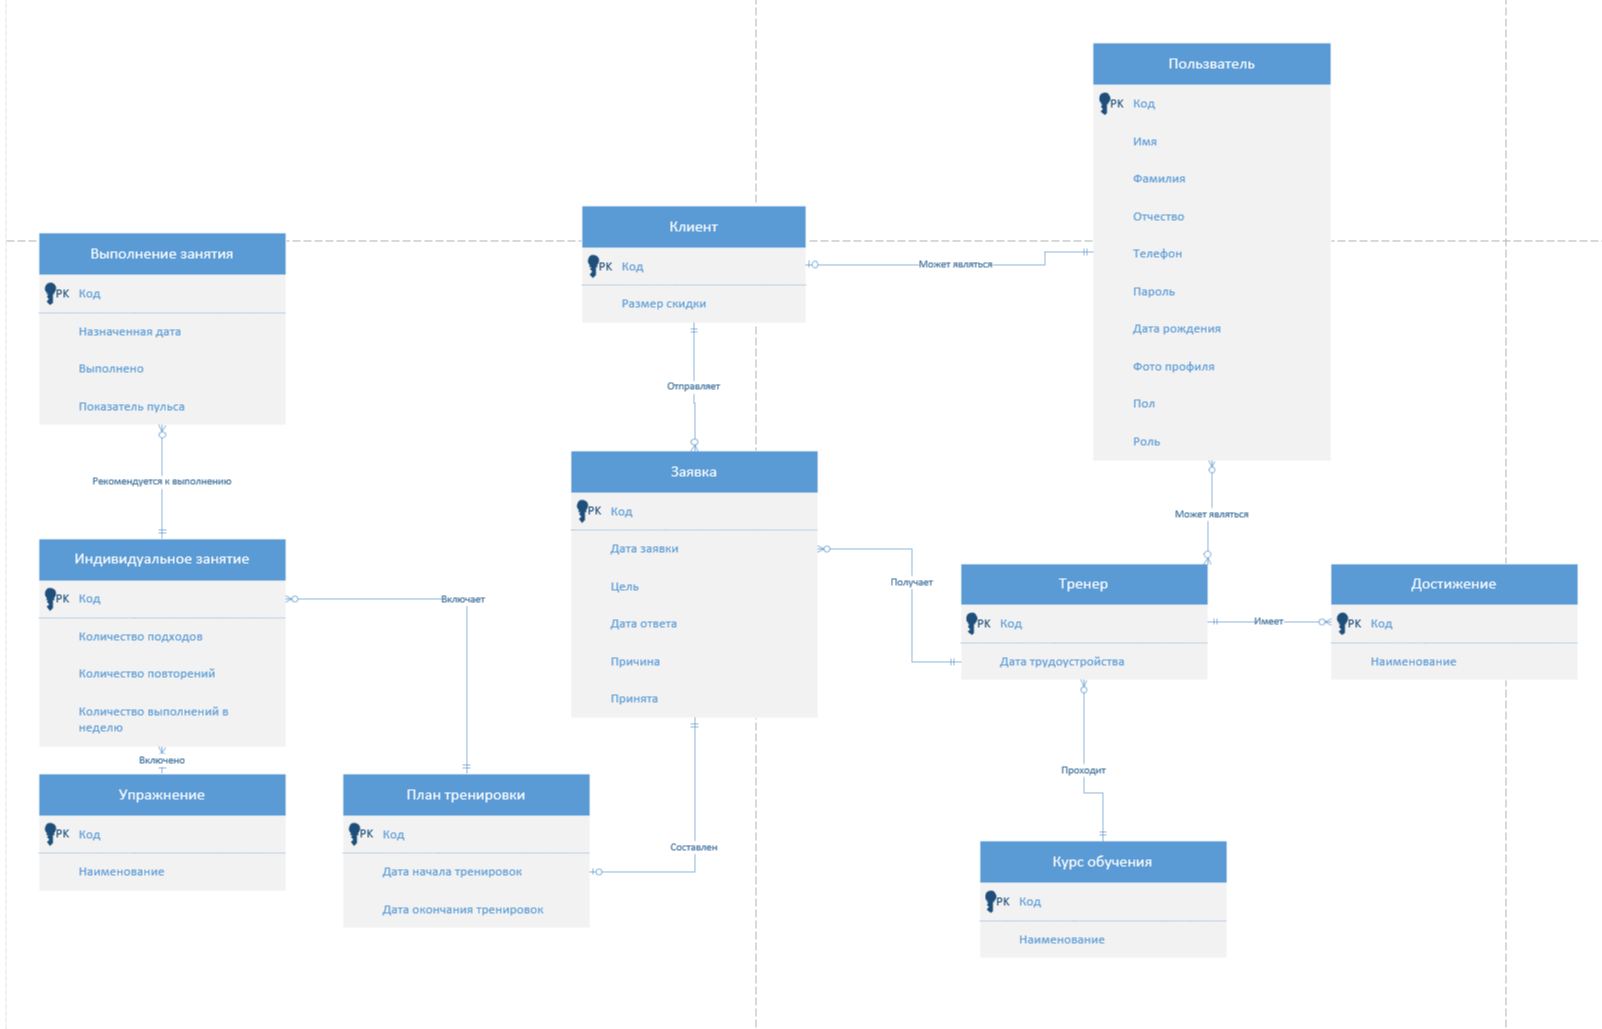 Пользватель
PK Код
Имя
Фамилия
Отчество
Телефон
Пароль
Дата рождения
Фото профиля
Пол
Роль
Клиент
PK Код
Размер скидки
Может являться
Выполнение занятия
PK Код
Назначенная дата
Выполнено
Показатель пульса
Отправляет
Рекомендуется к выполнению
Заявка
PK Код
Дата заявки
Цель
Дата ответа
Причина
Принята
Может являться
Получает
Индивидуальное занятие
PK Код
Количество подходов
Количество повторений
Количество выполнений в
неделю
Включает
Тренер
PK Код
Дата трудоустройства
Имеет
Достижение
PK Код
Наименование
Включено
Упражнение
PK Код
Наименование
План тренировки
PK Код
Дата начала тренировок
Дата окончания тренировок
Составлен
Проходит
Курс обучения
PK Код
Наименование